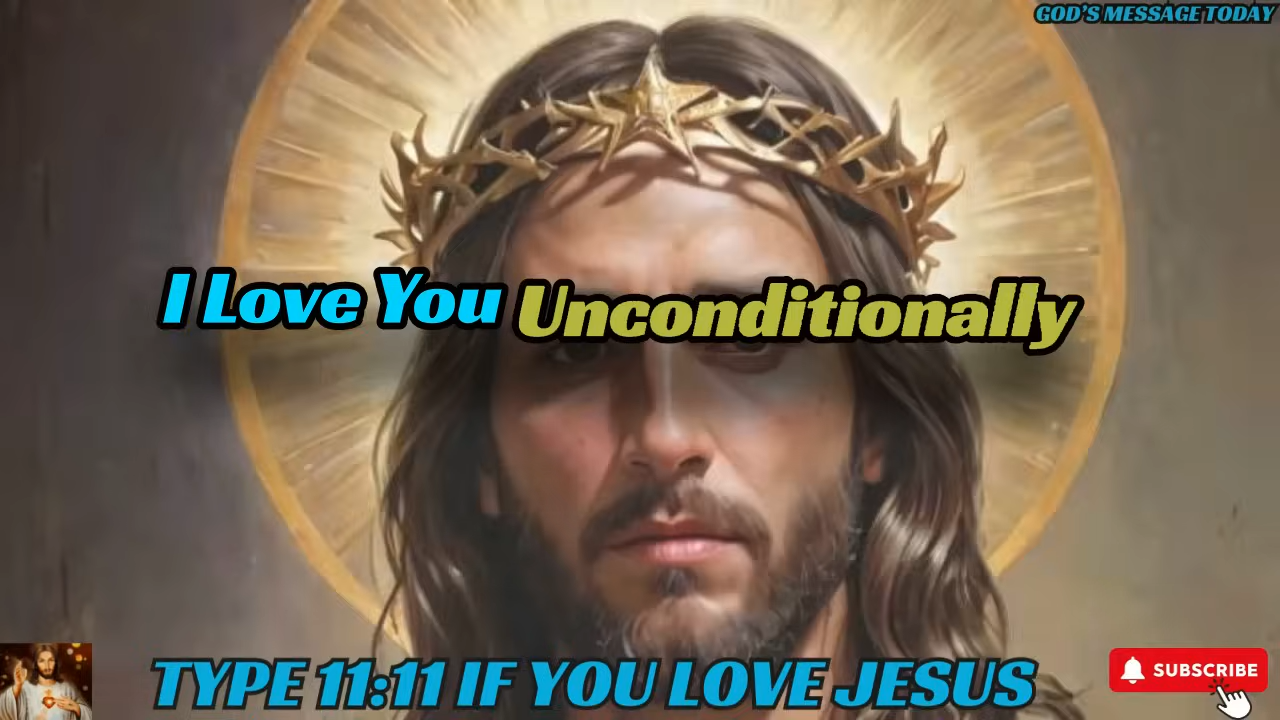 GOD'S MESSAGE TODAY
I Love You Unconditionally
TYPE 11:11 IF YOU LOVE JESUS
SUBSCRIBE